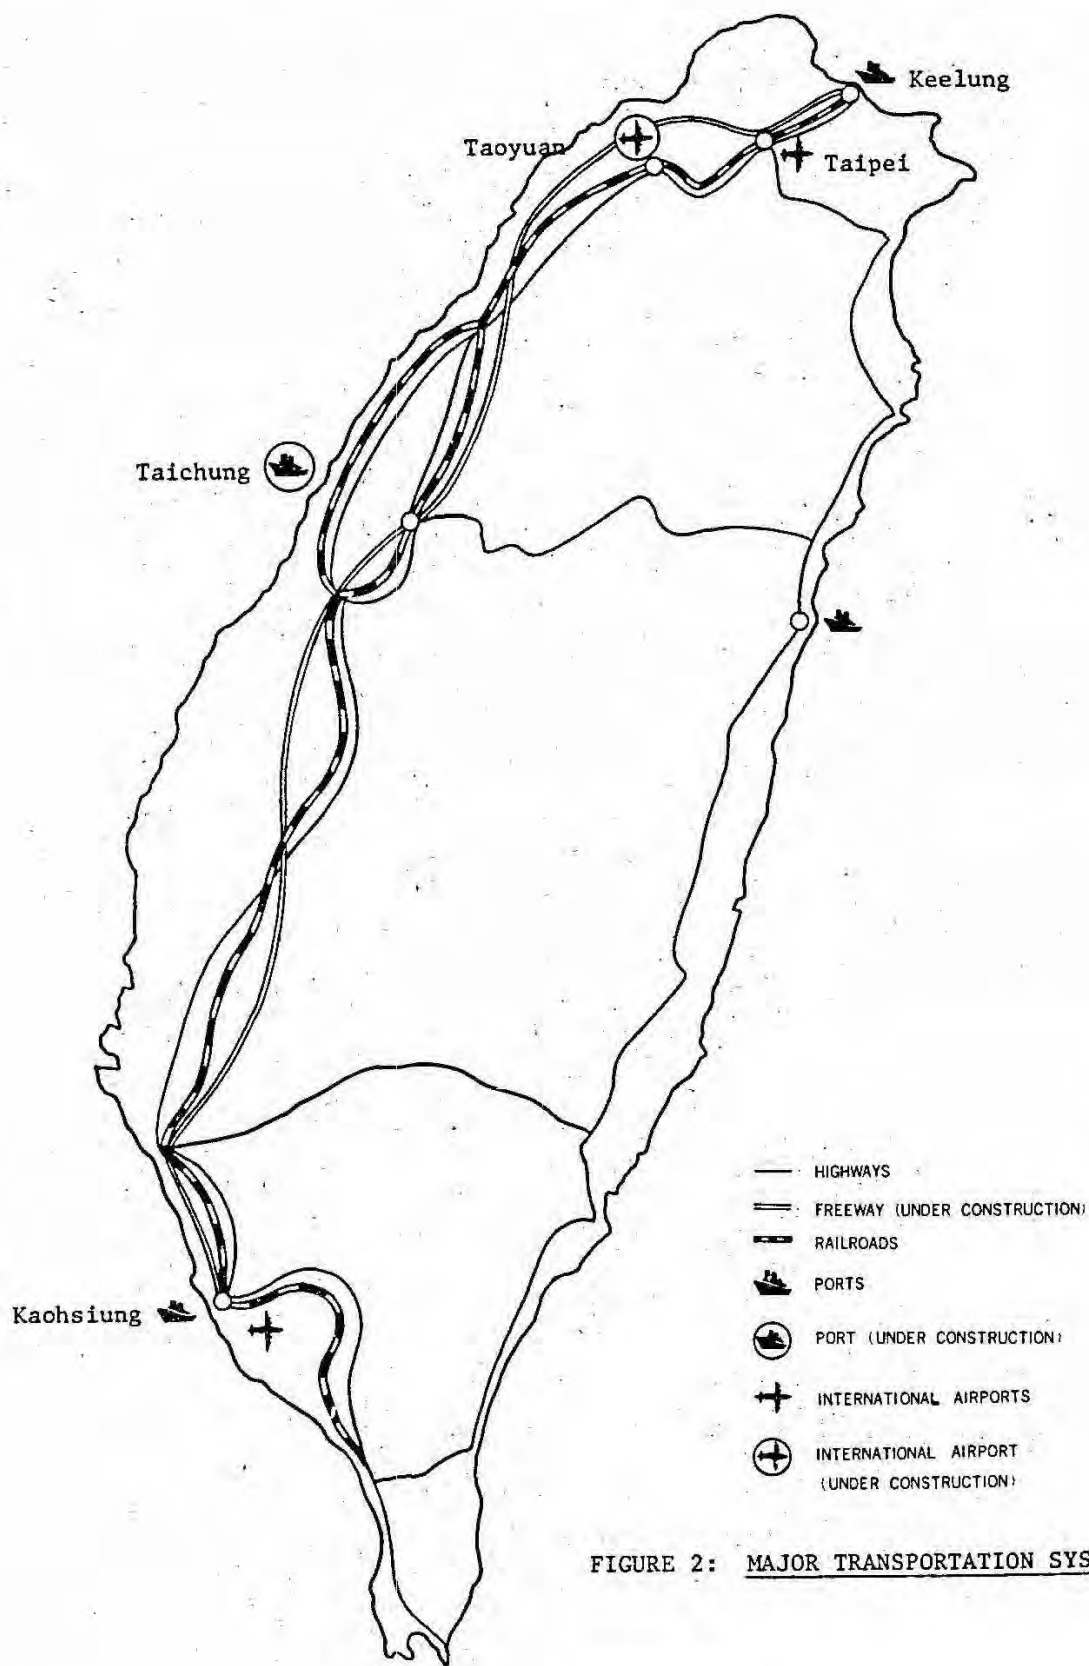 Keelung
Taoyuan
Taipei
Taichung
Kaohsiung
HIGHWAYS
FREEWAY (UNDER CONSTRUCTION)
RAILROADS
PORTS
PORT (UNDER CONSTRUCTION)
INTERNATIONAL AIRPORTS
INTERNATIONAL AIRPORT
(UNDER CONSTRUCTION)
FIGURE 2: MAJOR TRANSPORTATION SYS